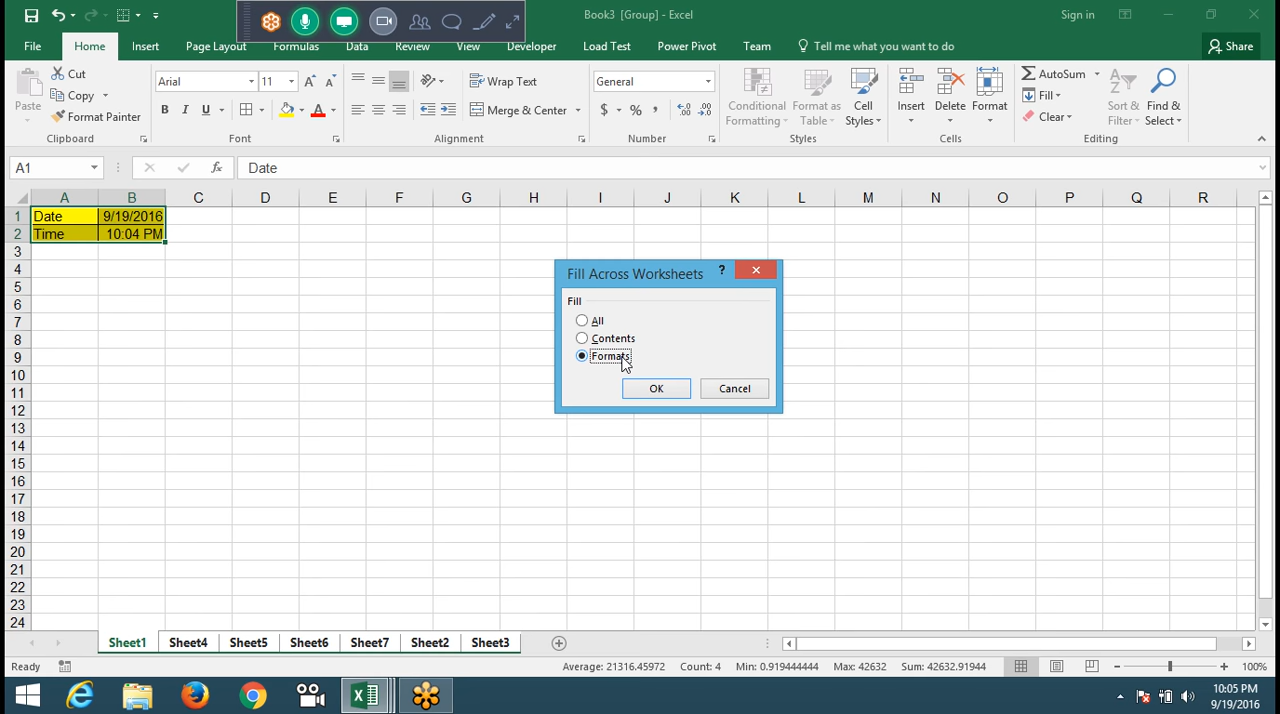 Book3 [Group] - Excel
Sign in
File Home Insert Page Layout Formulas Data Review View Developer Load Test Power Pivot Team Tell me what you want to do Share
Paste
Cut
Copy
Format Painter
Clipboard
Arial 11
B I U
Font
Wrap Text
Merge & Center
Alignment
General
$ % ,
Number
Conditional Formatting
Format as Table
Cell Styles
Styles
Insert
Delete
Format
Cells
AutoSum
Fill
Clear
Sort & Filter
Find & Select
Editing
A1 fx Date
A B C D E F G H I J K L M N O P Q R
1 Date 9/19/2016
2 Time 10:04 PM
3
4
5
6
7
8
9
10
11
12
13
14
15
16
17
18
19
20
21
22
23
24
Fill Across Worksheets ?
Fill
All
Contents
Formats
OK Cancel
Sheet1 Sheet4 Sheet5 Sheet6 Sheet7 Sheet2 Sheet3
Ready Average: 21316.45972 Count: 4 Min: 0.919444444 Max: 42632 Sum: 42632.91944 100%
10:05 PM
9/19/2016